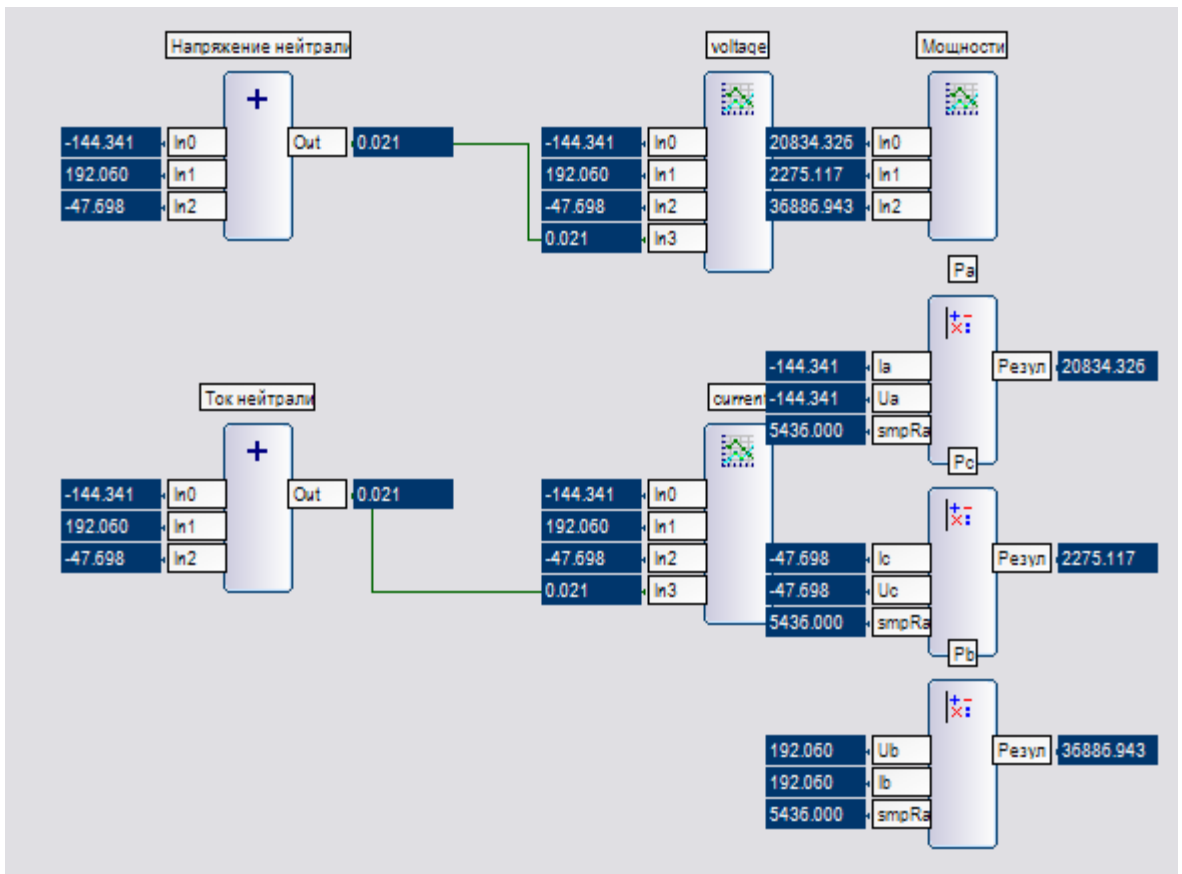 Напряжение нейтрали
voltage
Мощности
-144.341 In0 Out 0.021
192.060 In1
-47.698 In2
-144.341 In0
192.060 In1
-47.698 In2
0.021 In3
20834.326 In0
2275.117 In1
36886.943 In2
Pa
-144.341 Ia Резул 20834.326
-144.341 Ua
5436.000 smpRa
Ток нейтрали
current
-144.341 In0 Out 0.021
192.060 In1
-47.698 In2
-144.341 In0
192.060 In1
-47.698 In2
0.021 In3
Pc
-47.698 Ic Резул 2275.117
-47.698 Uc
5436.000 smpRa
Pb
192.060 Ub Резул 36886.943
192.060 Ib
5436.000 smpRa